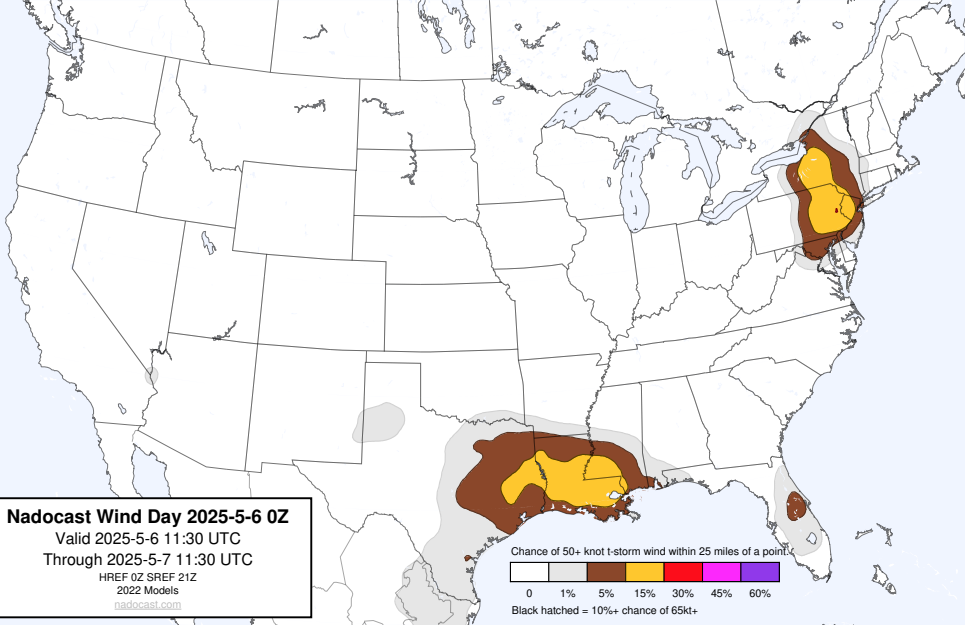 Nadocast Wind Day 2025-5-6 0Z
Valid 2025-5-6 11:30 UTC
Through 2025-5-7 11:30 UTC
HREF 0Z SREF 21Z
2022 Models
nadocast.com
Chance of 50+ knot t-storm wind within 25 miles of a point.
0 1% 5% 15% 30% 45% 60%
Black hatched = 10%+ chance of 65kt+